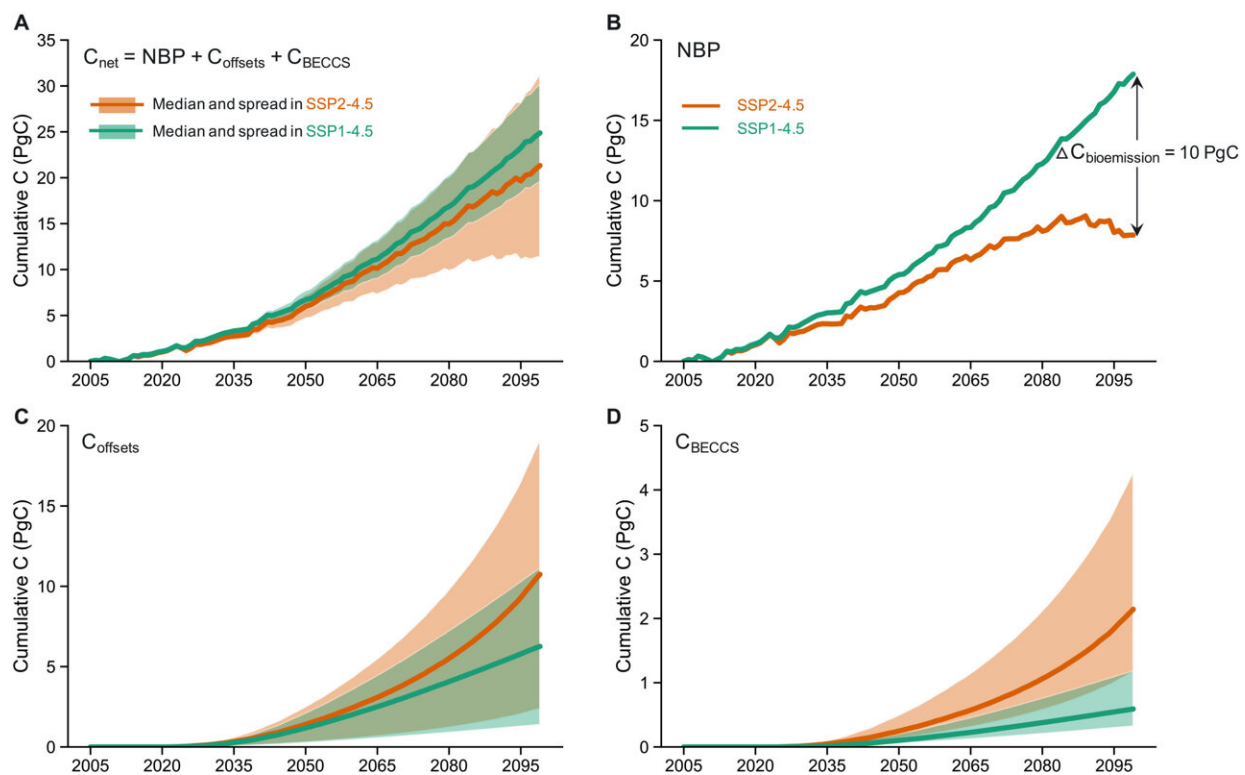 A
C_net = NBP + C_offsets + C_BECCS
Median and spread in SSP2-4.5
Median and spread in SSP1-4.5
Cumulative C (PgC)
35
30
25
20
15
10
5
0
2005 2020 2035 2050 2065 2080 2095
B
NBP
SSP2-4.5
SSP1-4.5
Δ C_bioemission = 10 PgC
Cumulative C (PgC)
20
15
10
5
0
2005 2020 2035 2050 2065 2080 2095
C
C_offsets
Cumulative C (PgC)
20
15
10
5
0
2005 2020 2035 2050 2065 2080 2095
D
C_BECCS
Cumulative C (PgC)
5
4
3
2
1
0
2005 2020 2035 2050 2065 2080 2095